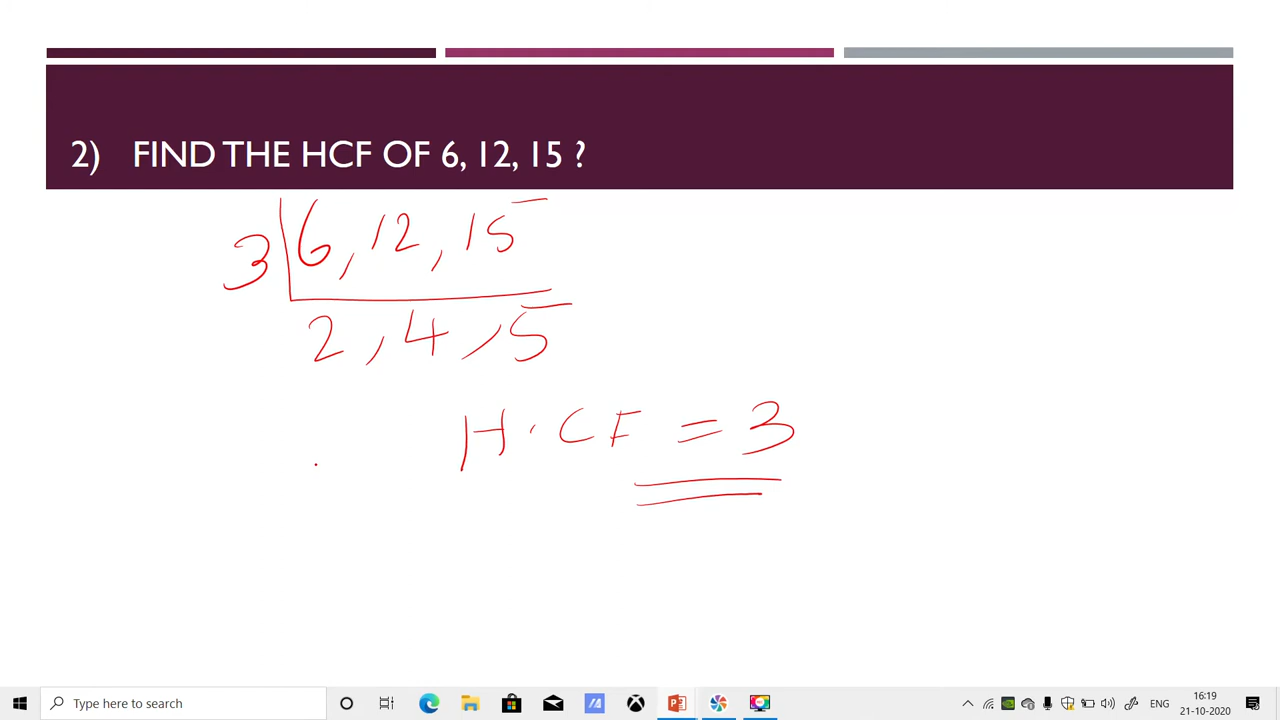 2) FIND THE HCF OF 6, 12, 15 ?
3 | 6, 12, 15
2, 4, 5
H.CF = 3
Type here to search
ENG
16:19
21-10-2020